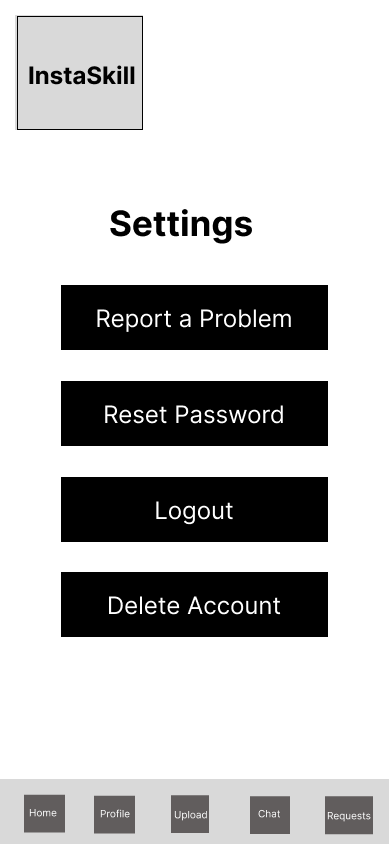 InstaSkill
Settings
Report a Problem
Reset Password
Logout
Delete Account
Home
Profile
Upload
Chat
Requests